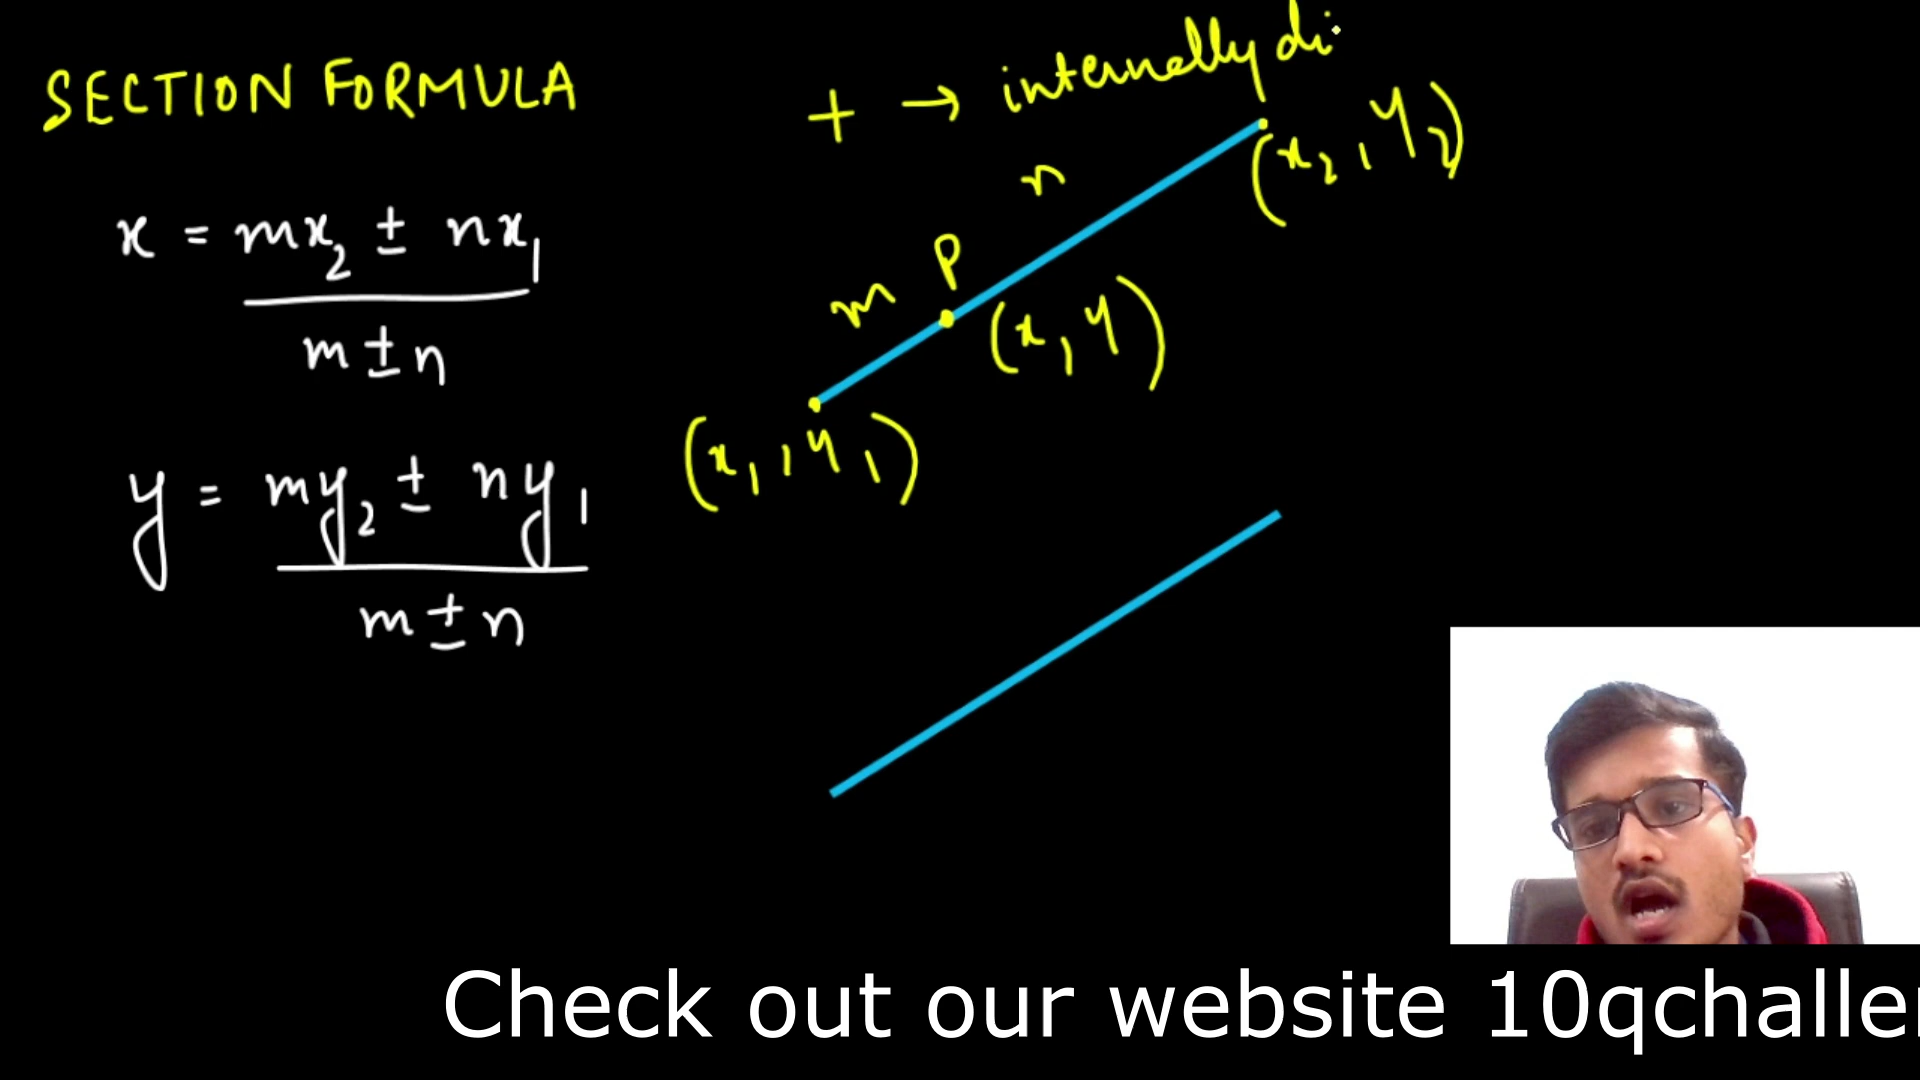 SECTION FORMULA
+ → internally di
x = mx₂ ± nx₁
m ± n
y = my₂ ± ny₁
m ± n
n
(x₂, y₂)
m P
(x, y)
(x₁, y₁)
Check out our website 10qchalle